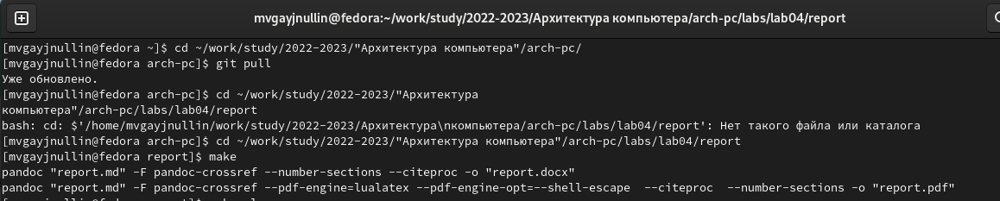 mvgayjnullin@fedora:~/work/study/2022-2023/Архитектура компьютера/arch-pc/labs/lab04/report
[mvgayjnullin@fedora ~]$ cd ~/work/study/2022-2023/"Архитектура компьютера"/arch-pc/
[mvgayjnullin@fedora arch-pc]$ git pull
Уже обновлено.
[mvgayjnullin@fedora arch-pc]$ cd ~/work/study/2022-2023/"Архитектура
компьютера"/arch-pc/labs/lab04/report
bash: cd: $'/home/mvgayjnullin/work/study/2022-2023/Архитектура\nкомпьютера/arch-pc/labs/lab04/report': Нет такого файла или каталога
[mvgayjnullin@fedora arch-pc]$ cd ~/work/study/2022-2023/"Архитектура компьютера"/arch-pc/labs/lab04/report
[mvgayjnullin@fedora report]$ make
pandoc "report.md" -F pandoc-crossref --number-sections --citeproc -o "report.docx"
pandoc "report.md" -F pandoc-crossref --pdf-engine=lualatex --pdf-engine-opt=--shell-escape  --citeproc  --number-sections -o "report.pdf"